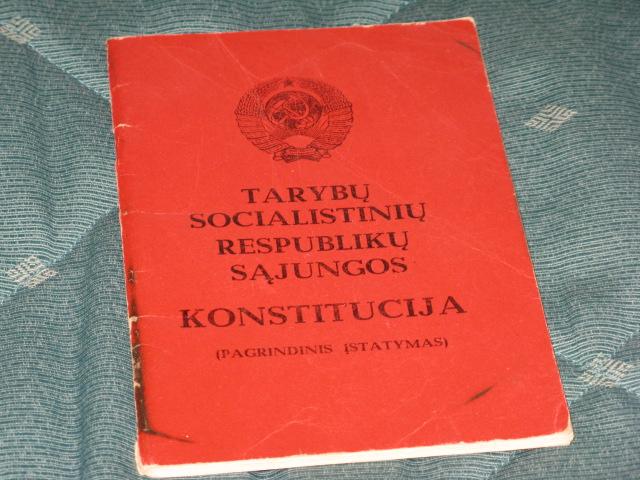 TARYBŲ
SOCIALISTINIŲ
RESPUBLIKŲ
SĄJUNGOS
KONSTITUCIJA
(PAGRINDINIS ĮSTATYMAS)